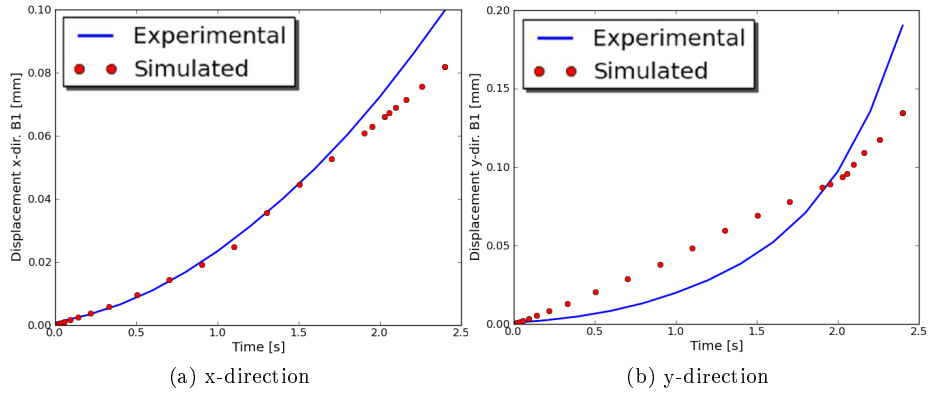 Experimental
Simulated
Displacement x-dir. B1 [mm]
0.10
0.08
0.06
0.04
0.02
0.00
0.0 0.5 1.0 1.5 2.0 2.5
Time [s]
(a) x-direction
Experimental
Simulated
Displacement y-dir. B1 [mm]
0.20
0.15
0.10
0.05
0.00
0.5 1.0 1.5 2.0 2.5
Time [s]
(b) y-direction